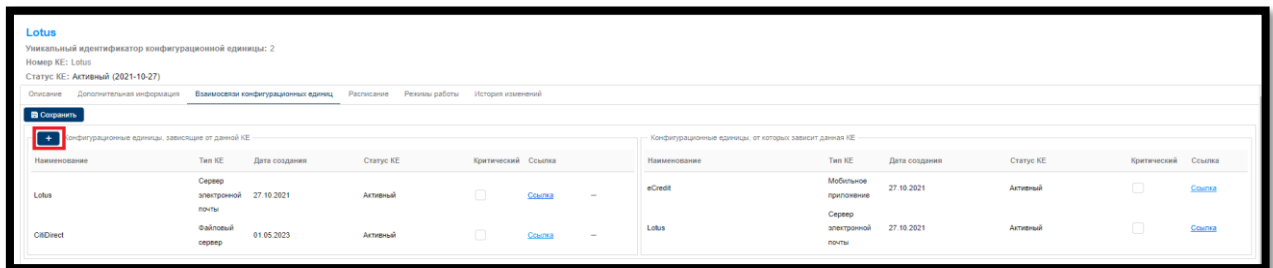 Lotus
Уникальный идентификатор конфигурационной единицы: 2
Номер КЕ: Lotus
Статус КЕ: Активный (2021-10-27)
Описание Дополнительная информация Взаимосвязи конфигурационных единиц Расписание Режимы работы История изменений
Сохранить
+ Конфигурационные единицы, зависящие от данной КЕ
Наименование Тип КЕ Дата создания Статус КЕ Критический Ссылка
Lotus Сервер электронной почты 27.10.2021 Активный Ссылка –
CitiDirect Файловый сервер 01.05.2023 Активный Ссылка –
Конфигурационные единицы, от которых зависит данная КЕ
Наименование Тип КЕ Дата создания Статус КЕ Критический Ссылка
eCredit Мобильное приложение 27.10.2021 Активный Ссылка
Lotus Сервер электронной почты 27.10.2021 Активный Ссылка